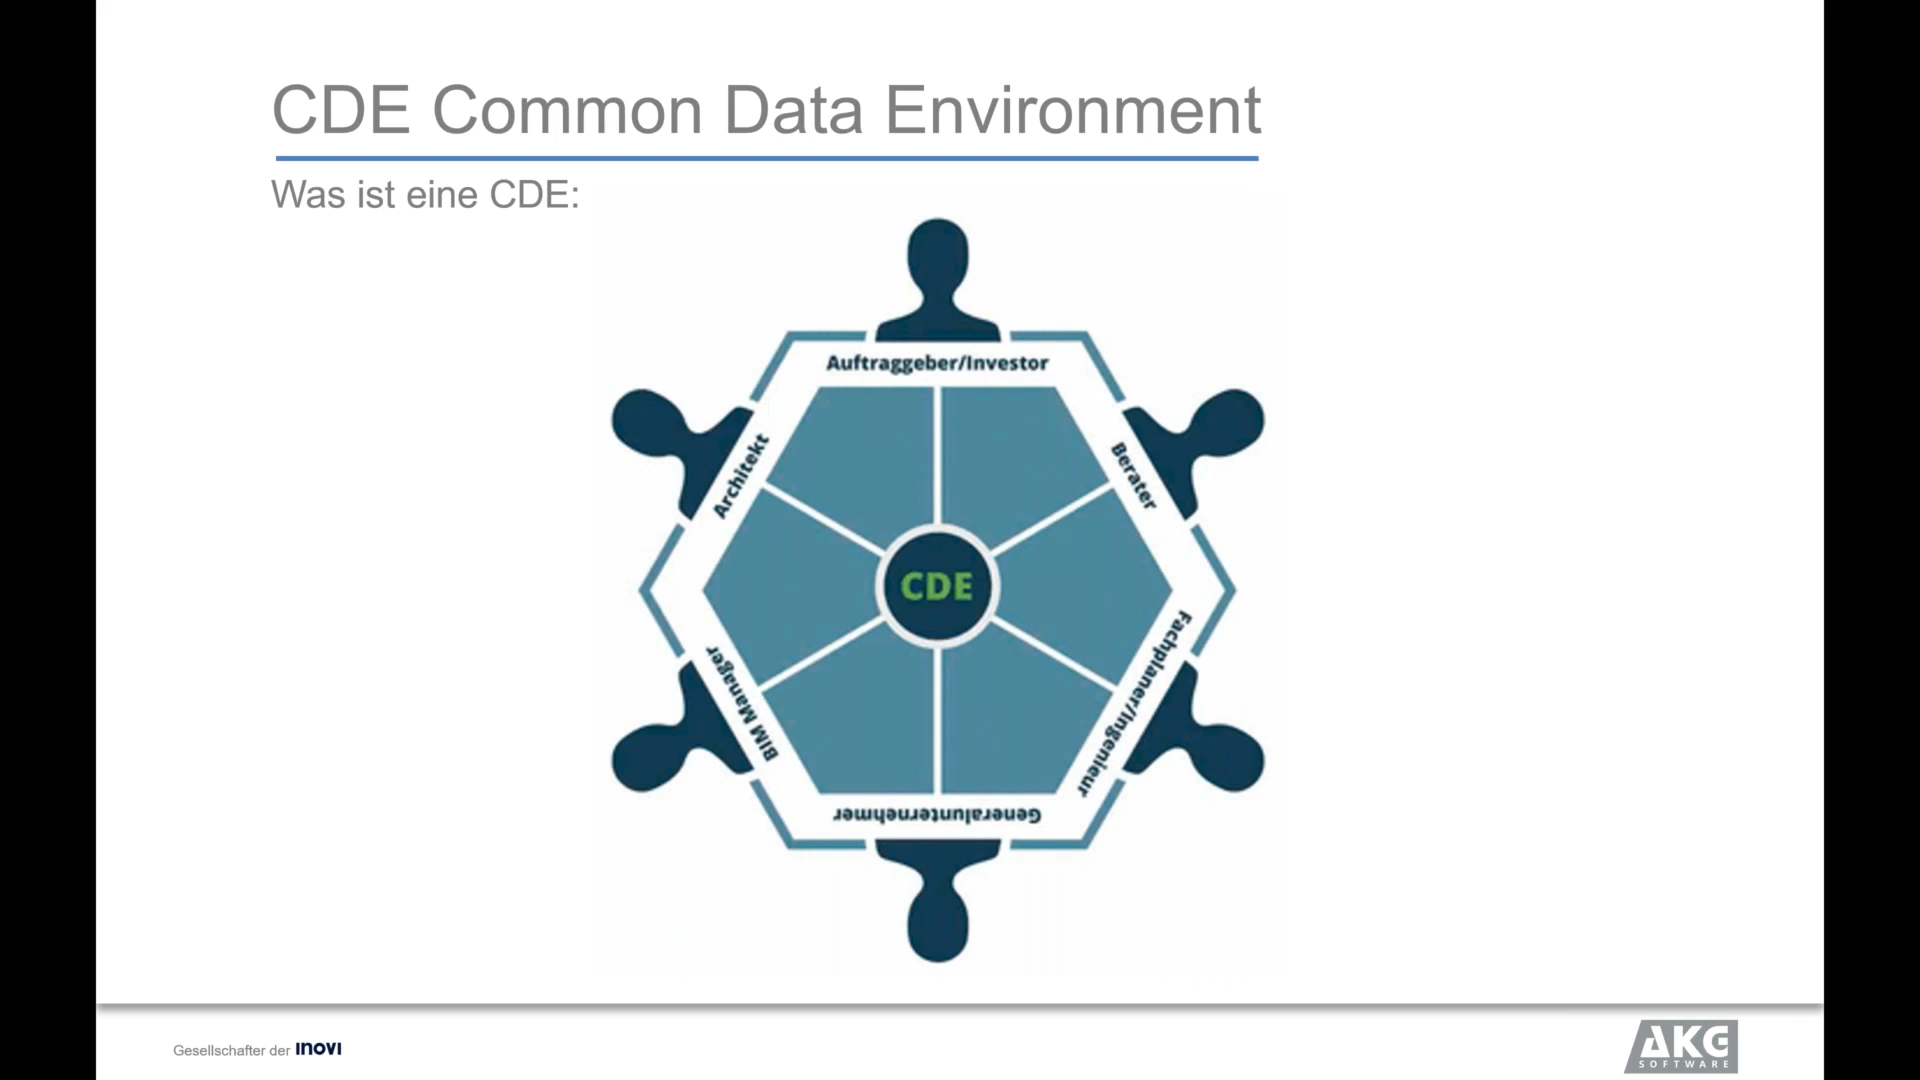 CDE Common Data Environment
Was ist eine CDE:
Auftraggeber/Investor
Architekt
Berater
CDE
BIM Manager
Fachplaner/Ingenieur
Generalunternehmer
Gesellschafter der INOVI
AKG
SOFTWARE